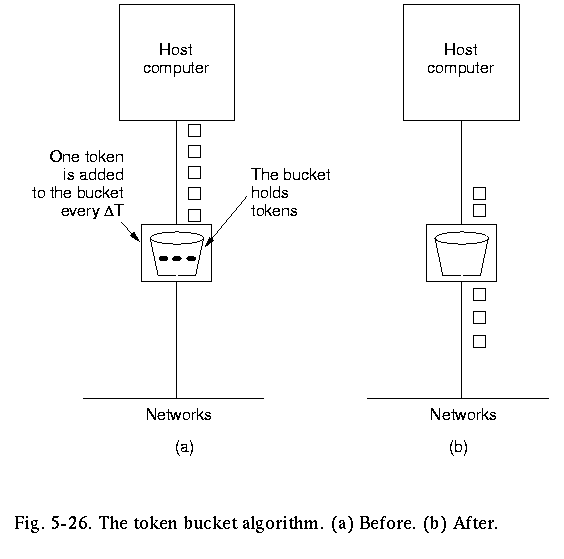 Host
computer
Host
computer
One token
is added
to the bucket
every ΔT
The bucket
holds
tokens
Networks
Networks
(a)
(b)
Fig. 5-26. The token bucket algorithm. (a) Before. (b) After.